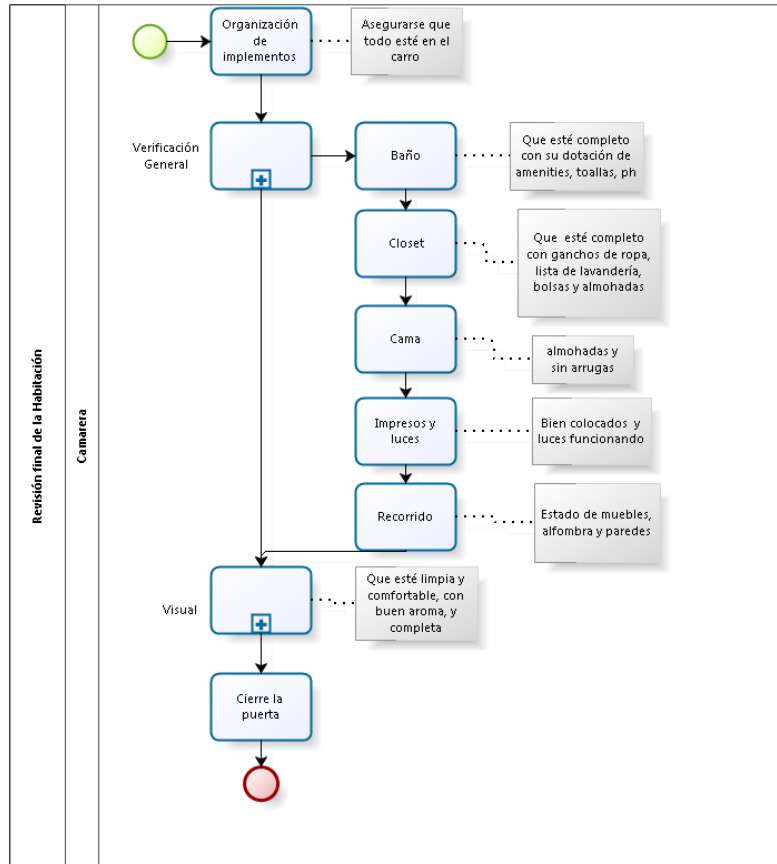 Revisión final de la Habitación
Camarera
Organización
de
implementos
Asegurarse que
todo esté en el
carro
Verificación
General
Baño
Que esté completo
con su dotación de
amenities, toallas, ph
Closet
Que esté completo
con ganchos de ropa,
lista de lavandería,
bolsas y almohadas
Cama
almohadas y
sin arrugas
Impresos y
luces
Bien colocados y
luces funcionando
Recorrido
Estado de muebles,
alfombra y paredes
Visual
Que esté limpia y
comfortable, con
buen aroma, y
completa
Cierre la
puerta